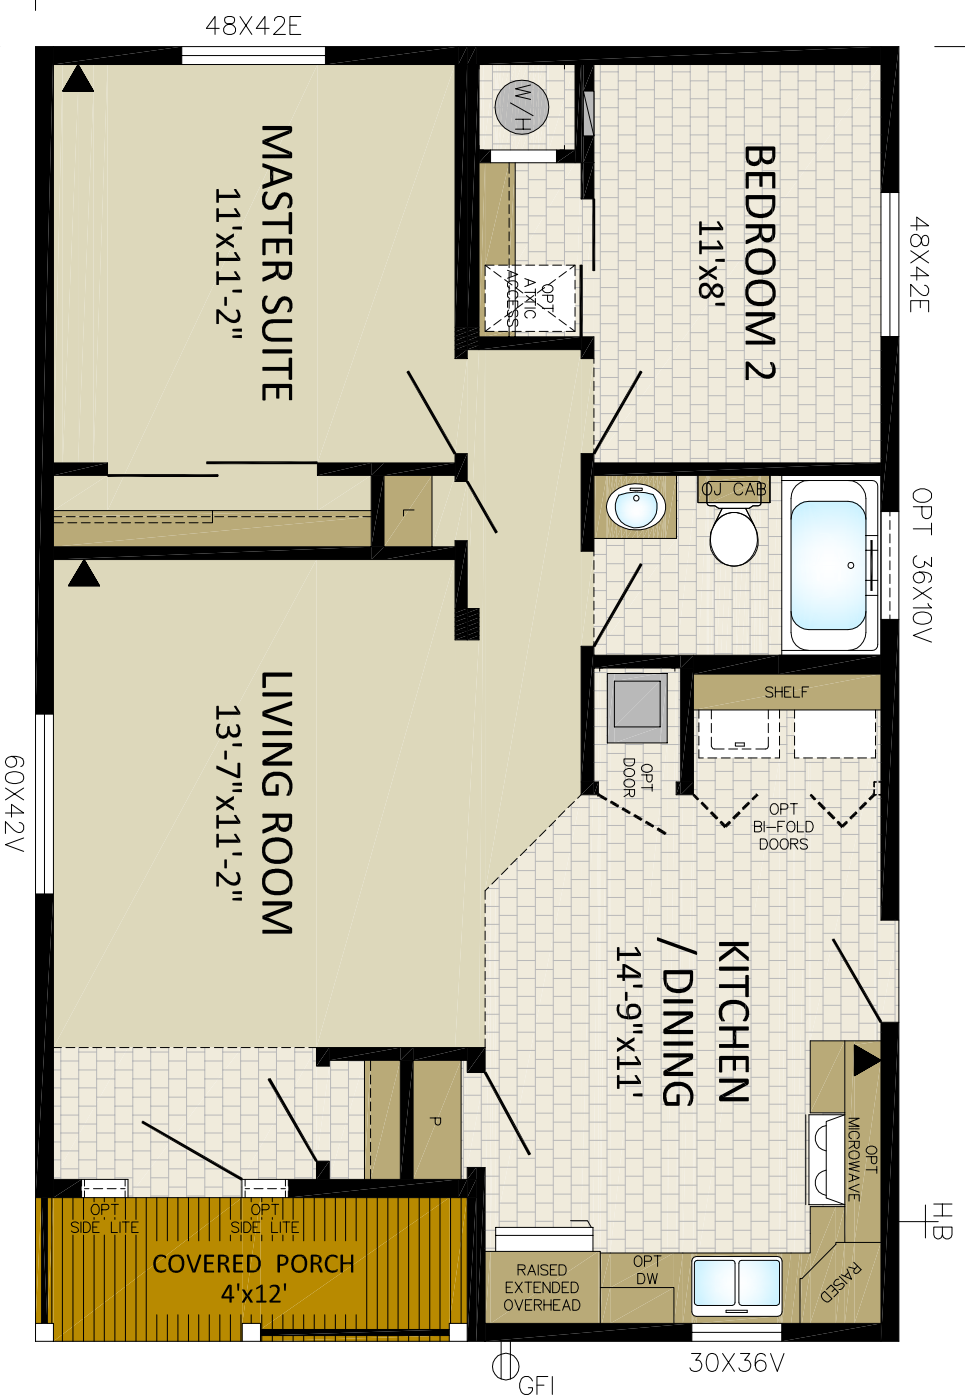 48X42E
MASTER SUITE
11'x11'-2"
W/H
BEDROOM 2
11'x8'
48X42E
OPT
ATTIC
ACCESS
L
OJ CAB
OPT 36X10V
LIVING ROOM
13'-7"x11'-2"
60X42V
SHELF
OPT
DOOR
OPT
BI-FOLD
DOORS
KITCHEN
/ DINING
14'-9"x11'
P
OPT
MICROWAVE
HB
OPT
SIDE LITE
OPT
SIDE LITE
COVERED PORCH
4'x12'
RAISED
EXTENDED
OVERHEAD
OPT
DW
RAISED
30X36V
GFI